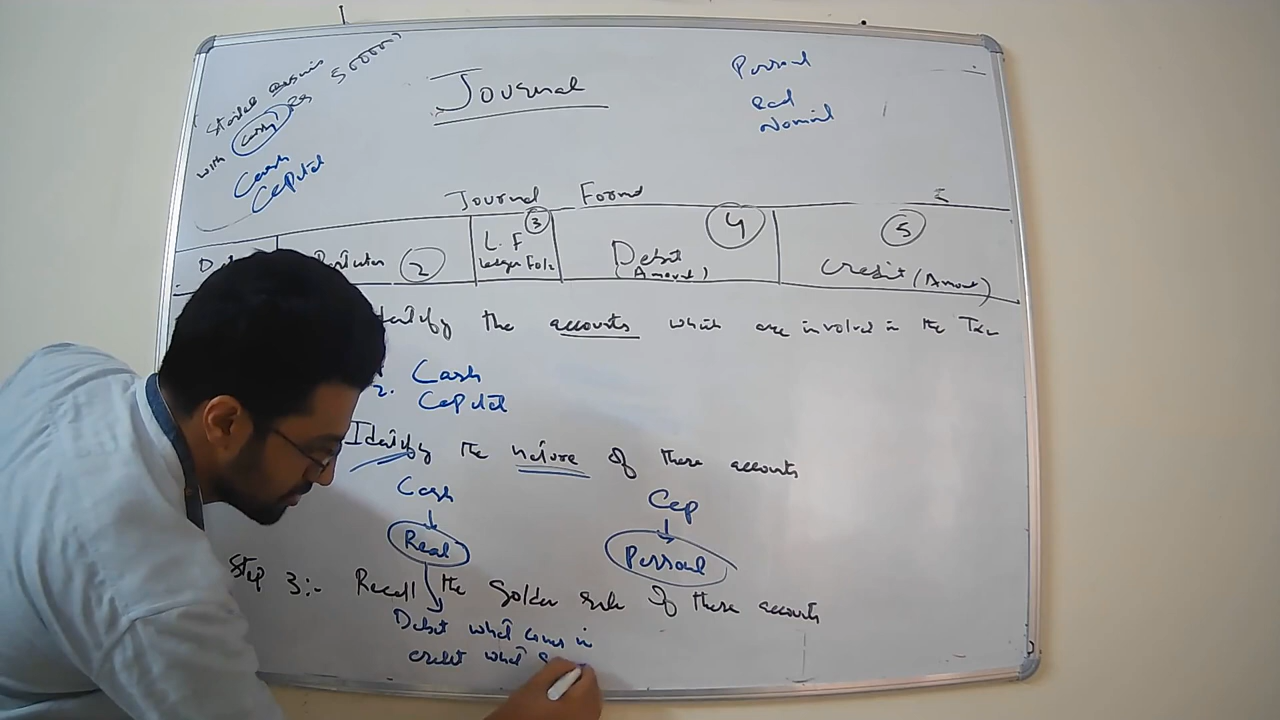 Started Business
with cash Rs 500000
Cash
Capital
Journal
Personal
Real
Nominal
Journal Format
₹
2
L.F
Ledger Folio
3
Debit
(Amount)
4
Credit (Amount)
5
the accounts which are involved in the
2. Cash
Capital
Identify the nature of these accounts
Cash
Cap
Real
Personal
Step 3:- Recall the Golden rule of these accounts
Debit what comes in
credit what